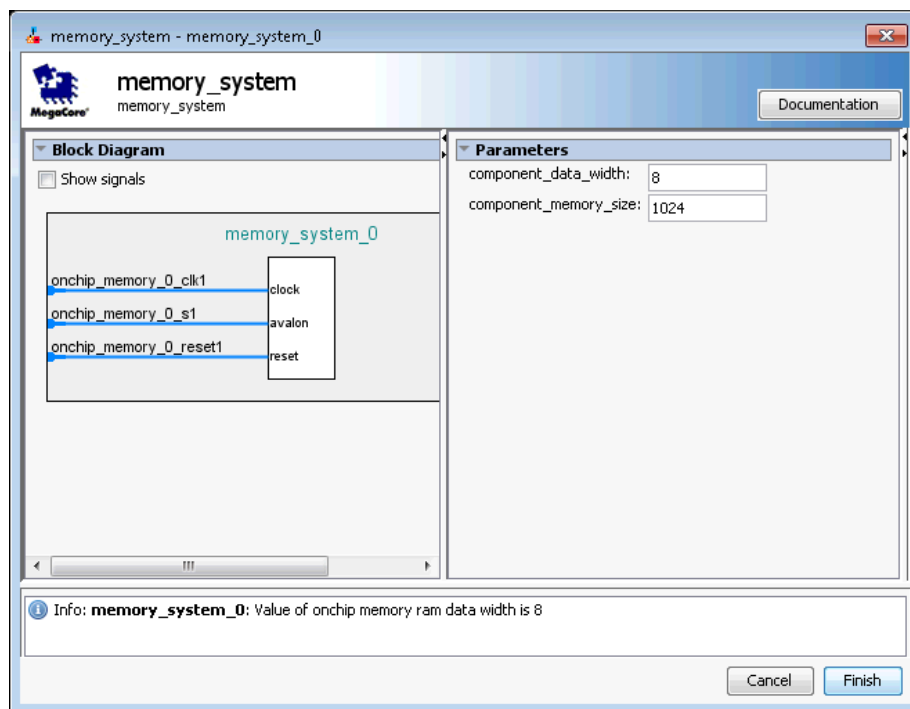 memory_system - memory_system_0
memory_system
memory_system
MegaCore®
Documentation
Block Diagram
Show signals
memory_system_0
onchip_memory_0_clk1
clock
onchip_memory_0_s1
avalon
onchip_memory_0_reset1
reset
Parameters
component_data_width: 8
component_memory_size: 1024
Info: memory_system_0: Value of onchip memory ram data width is 8
Cancel
Finish